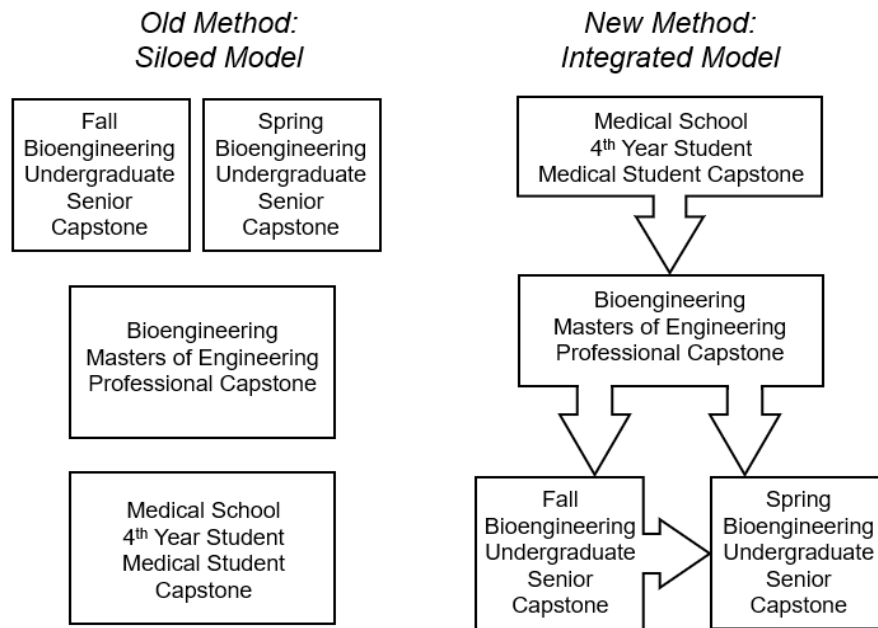 Old Method:
Siloed Model
Fall
Bioengineering
Undergraduate
Senior
Capstone
Spring
Bioengineering
Undergraduate
Senior
Capstone
Bioengineering
Masters of Engineering
Professional Capstone
Medical School
4th Year Student
Medical Student
Capstone
New Method:
Integrated Model
Medical School
4th Year Student
Medical Student Capstone
Bioengineering
Masters of Engineering
Professional Capstone
Fall
Bioengineering
Undergraduate
Senior
Capstone
Spring
Bioengineering
Undergraduate
Senior
Capstone